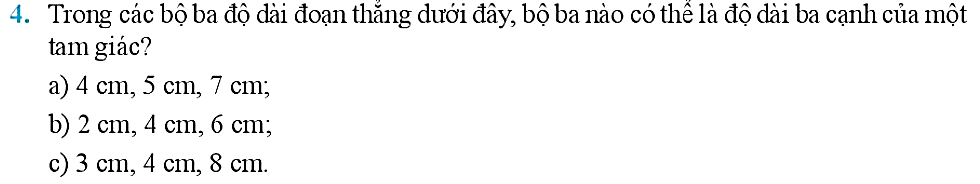 4. Trong các bộ ba độ dài đoạn thẳng dưới đây, bộ ba nào có thể là độ dài ba cạnh của một
tam giác?
a) 4 cm, 5 cm, 7 cm;
b) 2 cm, 4 cm, 6 cm;
c) 3 cm, 4 cm, 8 cm.